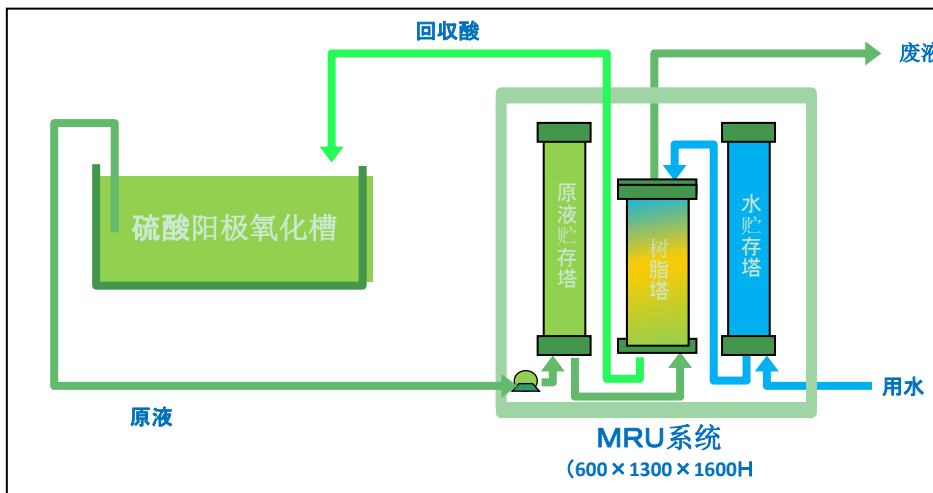 回收酸
废液
硫酸阳极氧化槽
原液贮存塔
树脂塔
水贮存塔
原液
用水
MRU系统
(600×1300×1600H